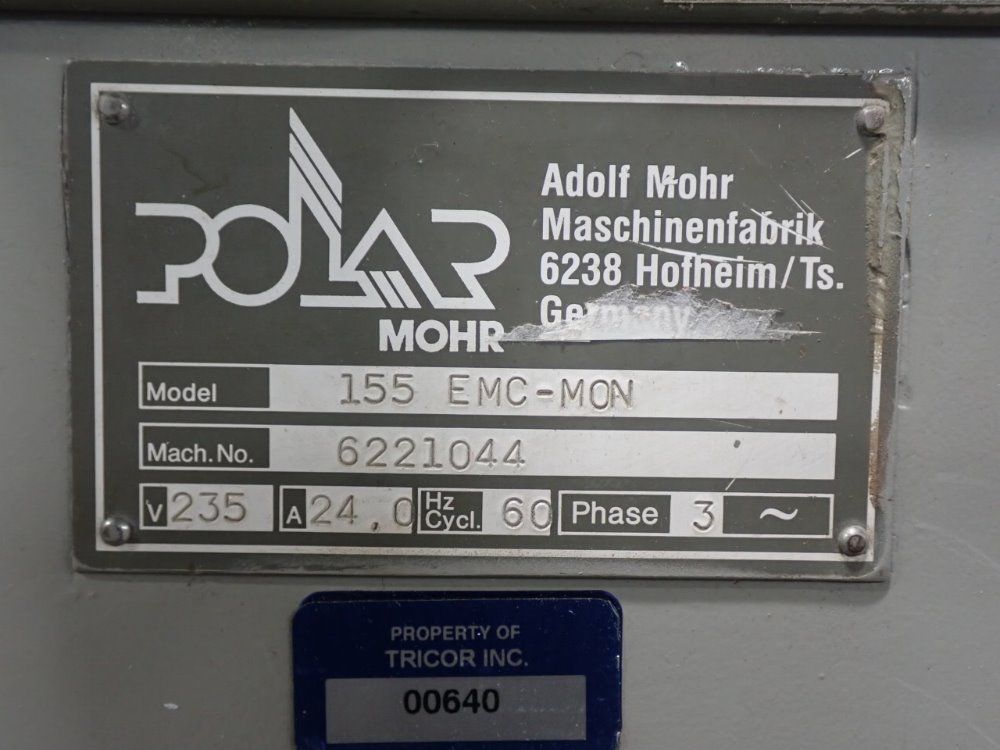 POLAR
MOHR
Adolf Mohr
Maschinenfabrik
6238 Hofheim/Ts.
Germany
Model 155 EMC-MON
Mach.No. 6221044
V 235 A 24,0 Hz Cycl. 60 Phase 3 ~
PROPERTY OF
TRICOR INC.
00640